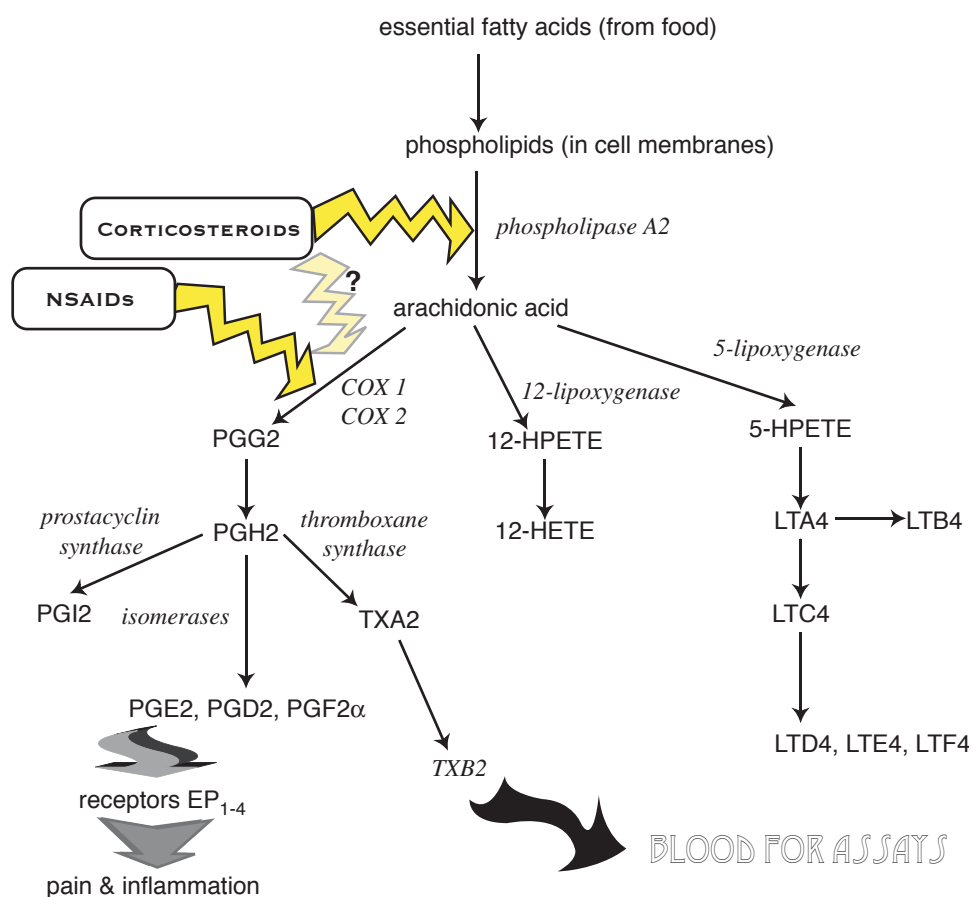 essential fatty acids (from food)
phospholipids (in cell membranes)
CORTICOSTEROIDS
phospholipase A2
?
NSAIDs
arachidonic acid
5-lipoxygenase
COX 1
COX 2
12-lipoxygenase
PGG2
12-HPETE
5-HPETE
prostacyclin
synthase
PGH2
thromboxane
synthase
12-HETE
LTA4
LTB4
PGI2
isomerases
TXA2
LTC4
PGE2, PGD2, PGF2α
LTD4, LTE4, LTF4
TXB2
receptors EP1-4
BLOOD FOR ASSAYS
pain & inflammation